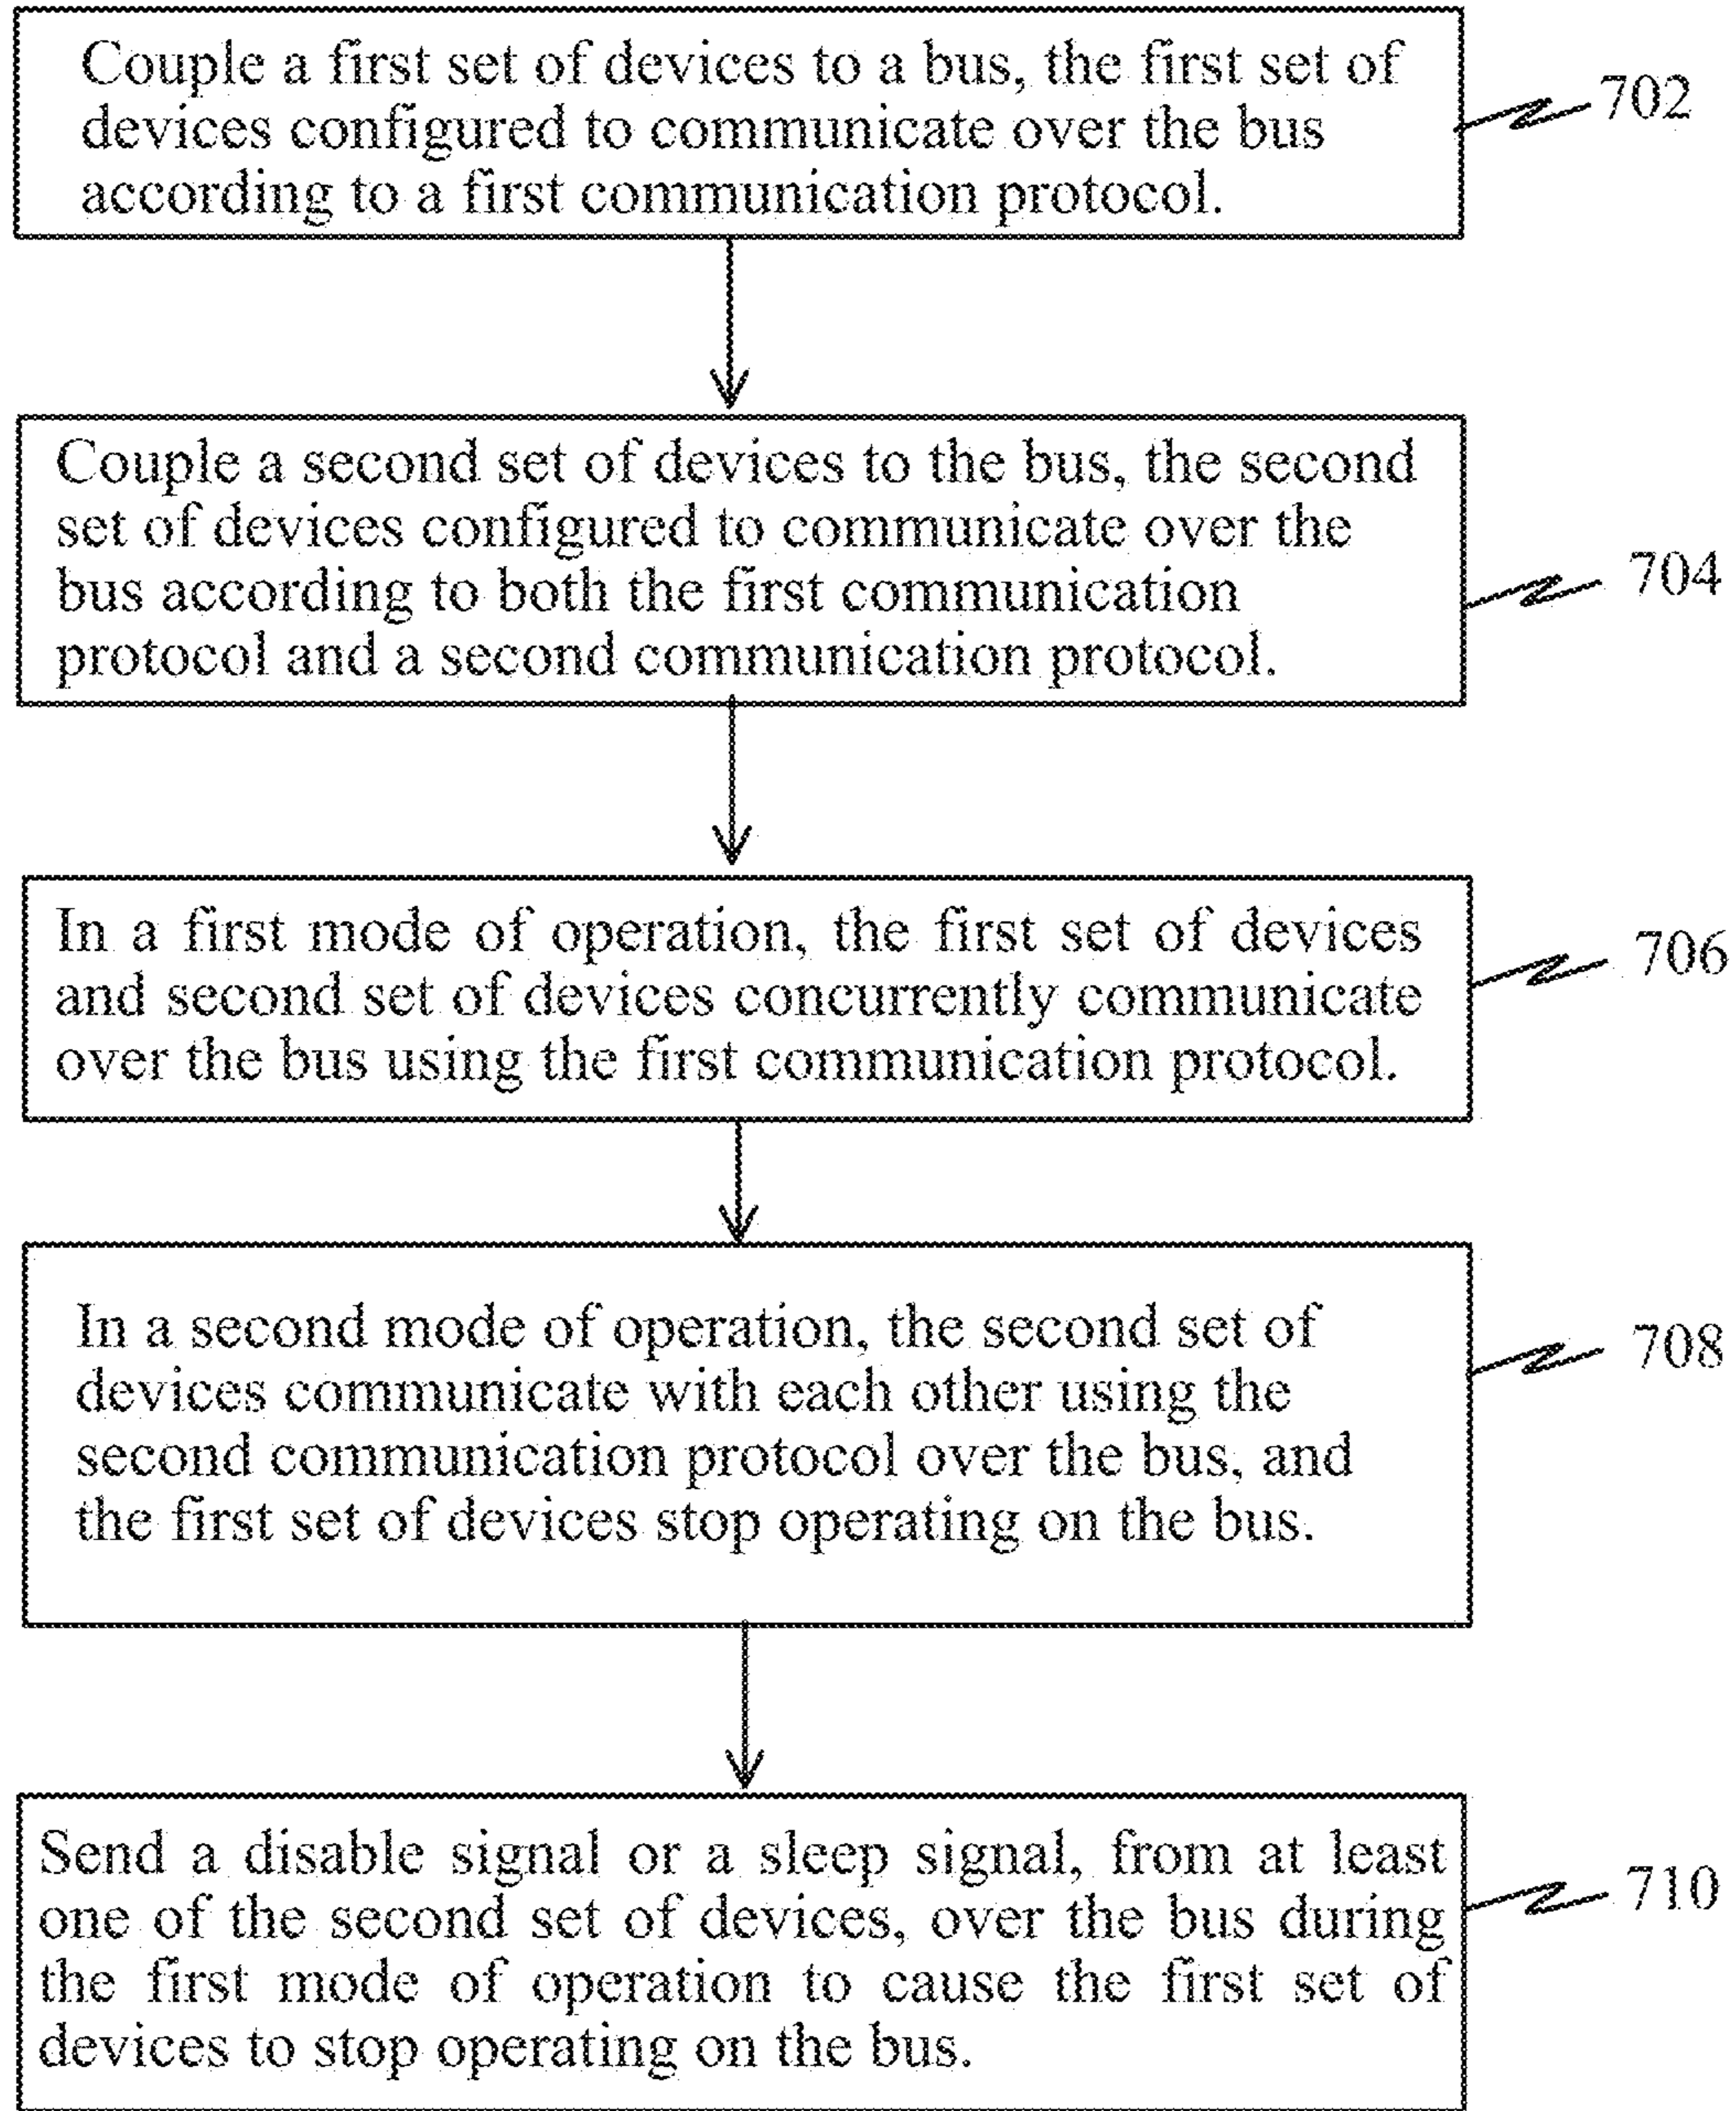 Couple a first set of devices to a bus, the first set of
devices configured to communicate over the bus
according to a first communication protocol.
702
Couple a second set of devices to the bus, the second
set of devices configured to communicate over the
bus according to both the first communication
protocol and a second communication protocol.
704
In a first mode of operation, the first set of devices
and second set of devices concurrently communicate
over the bus using the first communication protocol.
706
In a second mode of operation, the second set of
devices communicate with each other using the
second communication protocol over the bus, and
the first set of devices stop operating on the bus.
708
Send a disable signal or a sleep signal, from at least
one of the second set of devices, over the bus during
the first mode of operation to cause the first set of
devices to stop operating on the bus.
710